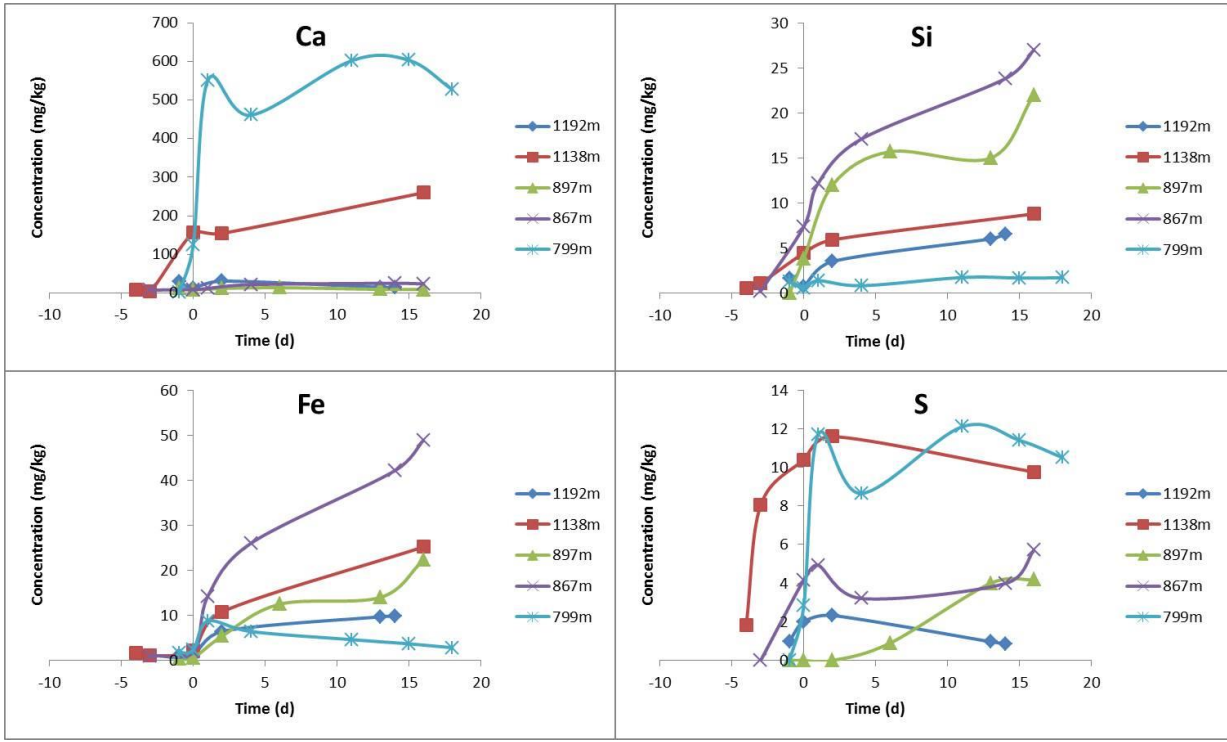 Ca
Concentration (mg/kg)
700
600
500
400
300
200
100
0
-10 -5 0 5 10 15 20
Time (d)
1192m
1138m
897m
867m
799m
Si
Concentration (mg/kg)
30
25
20
15
10
5
0
-10 -5 0 5 10 15 20
Time (d)
1192m
1138m
897m
867m
799m
Fe
Concentration (mg/kg)
60
50
40
30
20
10
0
-10 -5 0 5 10 15 20
Time (d)
1192m
1138m
897m
867m
799m
S
Concentration (mg/kg)
14
12
10
8
6
4
2
0
-10 -5 0 5 10 15 20
Time (d)
1192m
1138m
897m
867m
799m